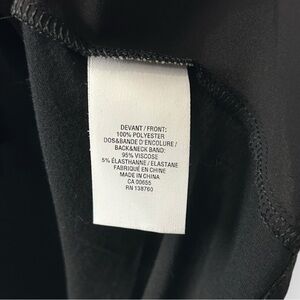 DEVANT / FRONT:
100% POLYESTER
DOS&BANDE D'ENCOLURE /
BACK&NECK BAND:
95% VISCOSE
5% ÉLASTHANNE / ELASTANE
FABRIQUÉ EN CHINE
MADE IN CHINA
CA 00655
RN 138760